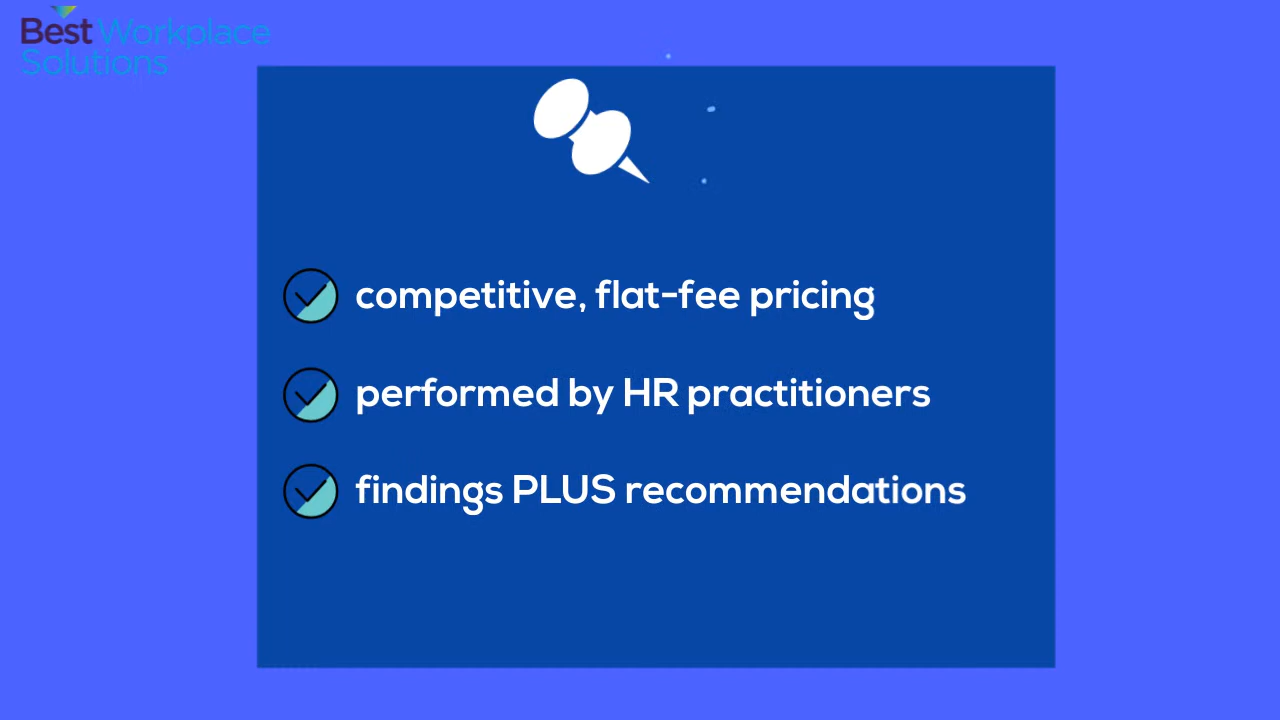 Best Workplace
Solutions
competitive, flat-fee pricing
performed by HR practitioners
findings PLUS recommendations